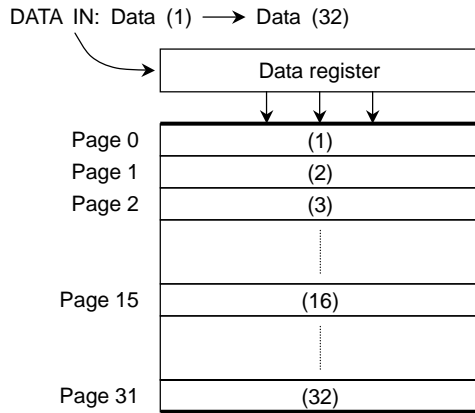 DATA IN: Data (1) → Data (32)
Data register
Page 0 (1)
Page 1 (2)
Page 2 (3)
Page 15 (16)
Page 31 (32)